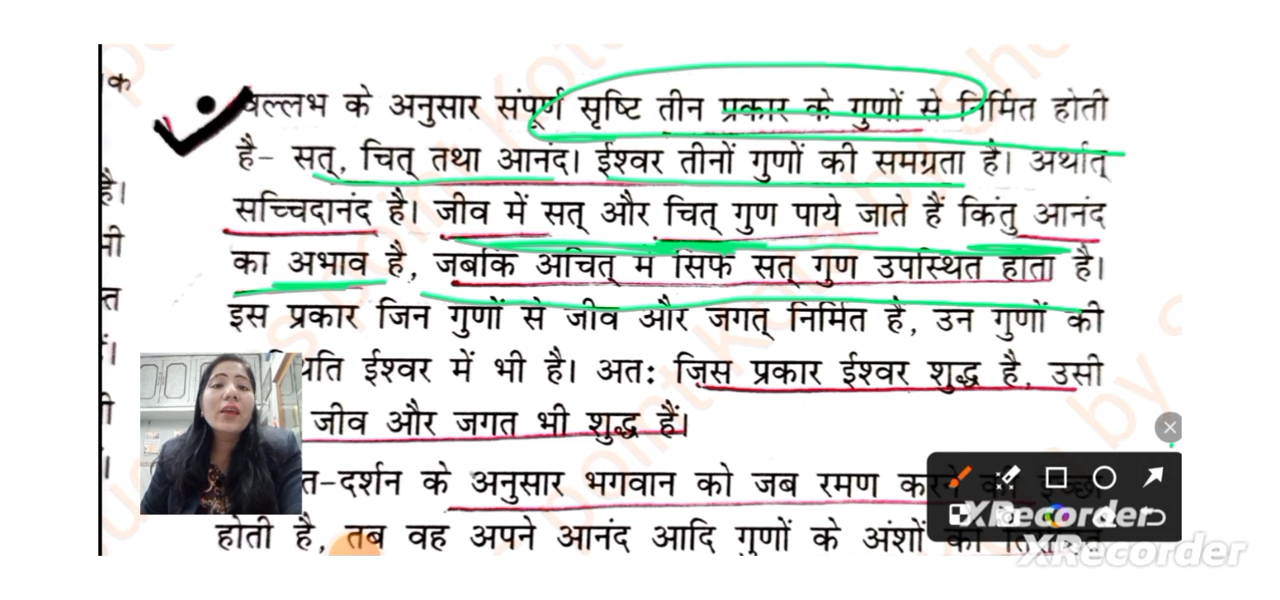 क
वल्लभ के अनुसार संपूर्ण सृष्टि तीन प्रकार के गुणों से निर्मित होती
है- सत्, चित् तथा आनंद। ईश्वर तीनों गुणों की समग्रता है। अर्थात्
है।
सच्चिदानंद है। जीव में सत् और चित् गुण पाये जाते हैं किंतु आनंद
भी
का अभाव है, जबकि अचित् में सिर्फ सत् गुण उपस्थित होता है।
त
इस प्रकार जिन गुणों से जीव और जगत् निर्मित है, उन गुणों की
ईश्वर में भी है। अतः जिस प्रकार ईश्वर शुद्ध है, उसी
जीव और जगत भी शुद्ध हैं।
त-दर्शन के अनुसार भगवान को जब रमण करने की इच्छा
होती है, तब वह अपने आनंद आदि गुणों के अंशों को
XRecorder
XRecorder